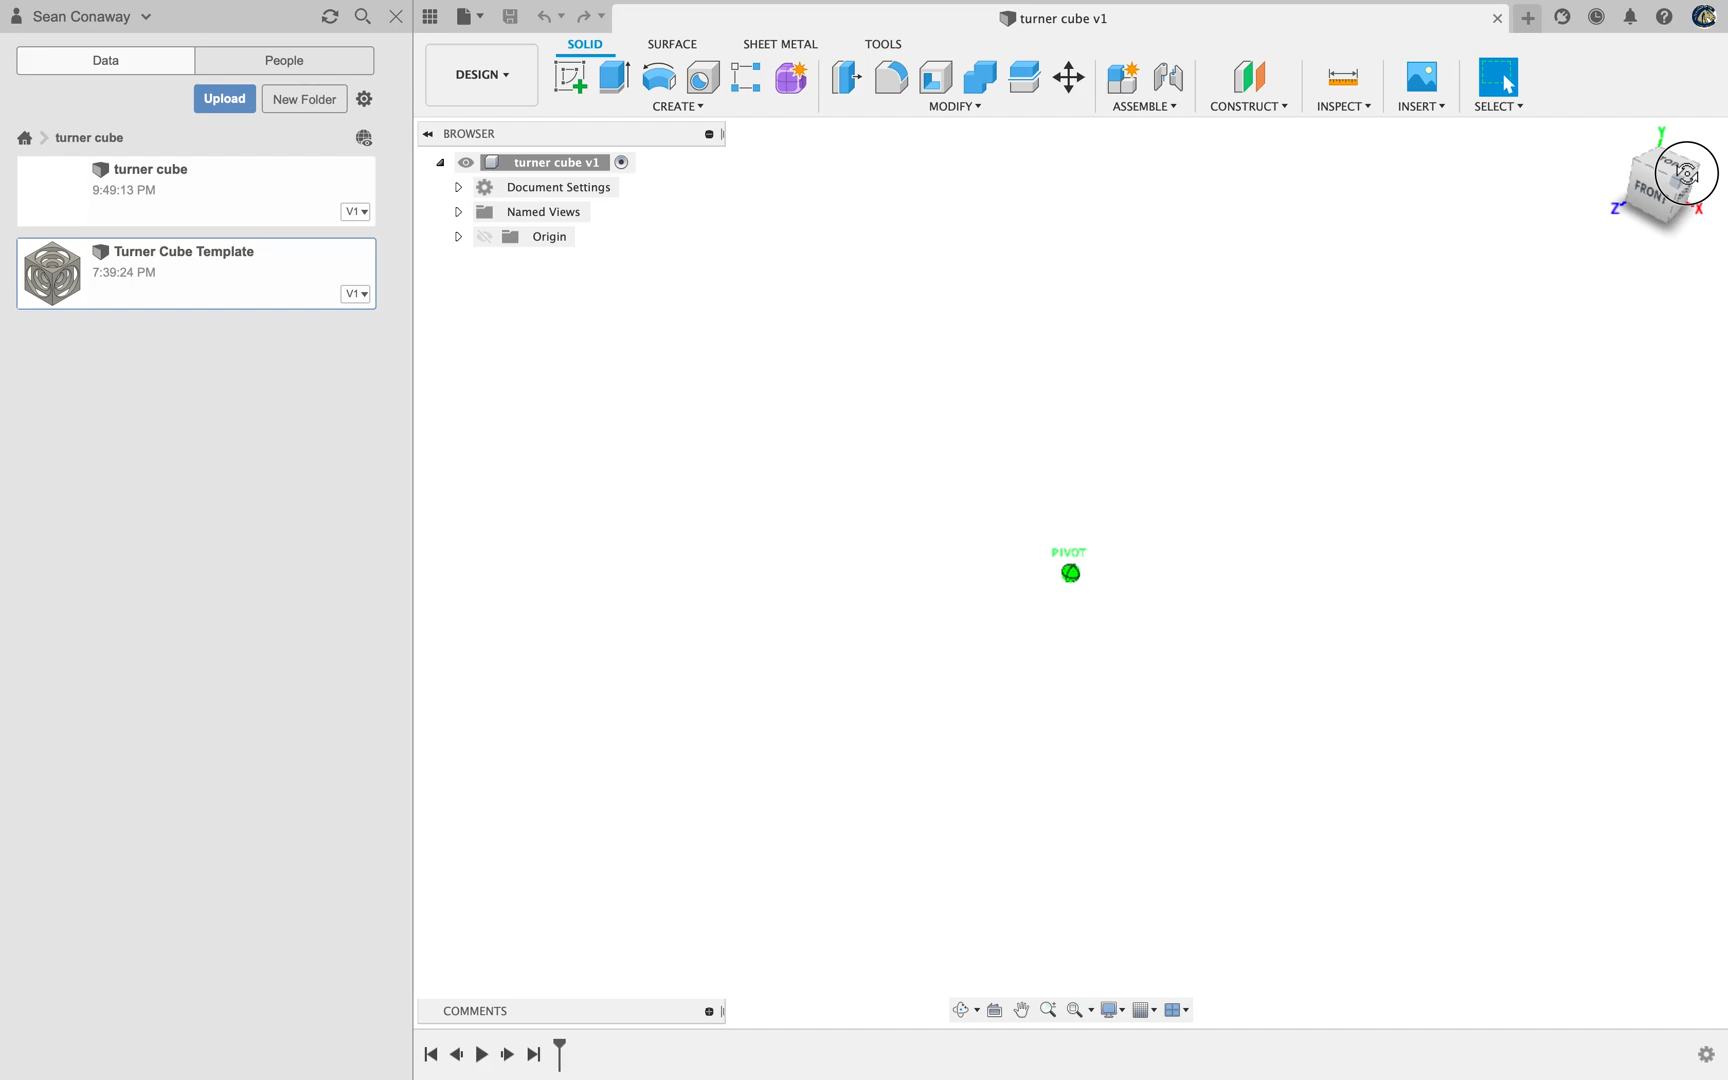 Sean Conaway
turner cube v1
Data
People
Upload
New Folder
turner cube
turner cube
9:49:13 PM
V1
Turner Cube Template
7:39:24 PM
V1
SOLID
SURFACE
SHEET METAL
TOOLS
DESIGN
CREATE
MODIFY
ASSEMBLE
CONSTRUCT
INSPECT
INSERT
SELECT
BROWSER
turner cube v1
Document Settings
Named Views
Origin
Y
TOP
FRONT
Z
X
PIVOT
COMMENTS